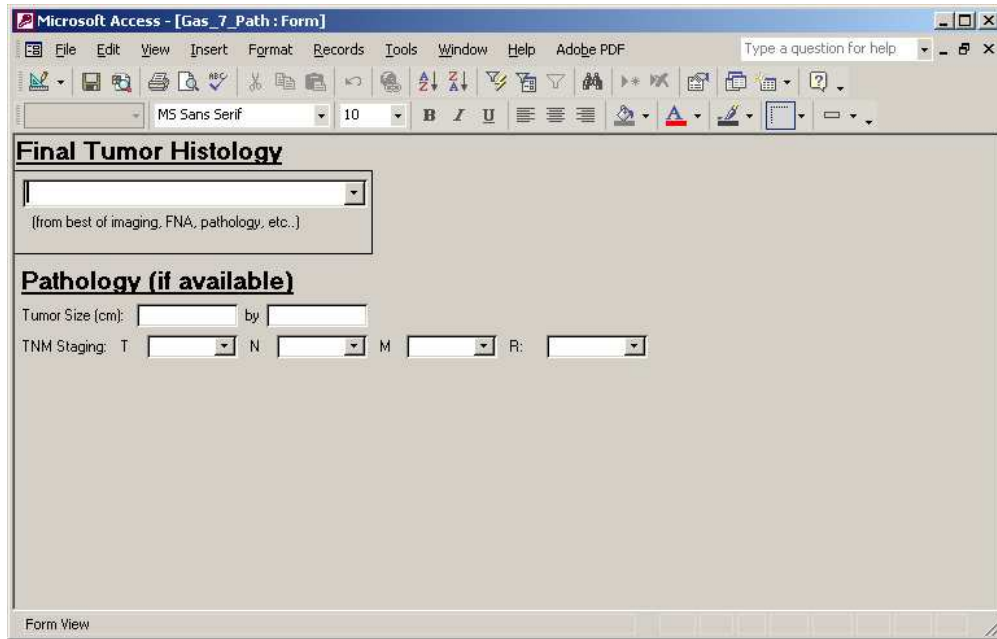 Microsoft Access - [Gas_7_Path : Form]
File Edit View Insert Format Records Tools Window Help Adobe PDF Type a question for help
MS Sans Serif 10 B I U A
Final Tumor Histology
(from best of imaging, FNA, pathology, etc..)
Pathology (if available)
Tumor Size (cm): by
TNM Staging: T N M R:
Form View